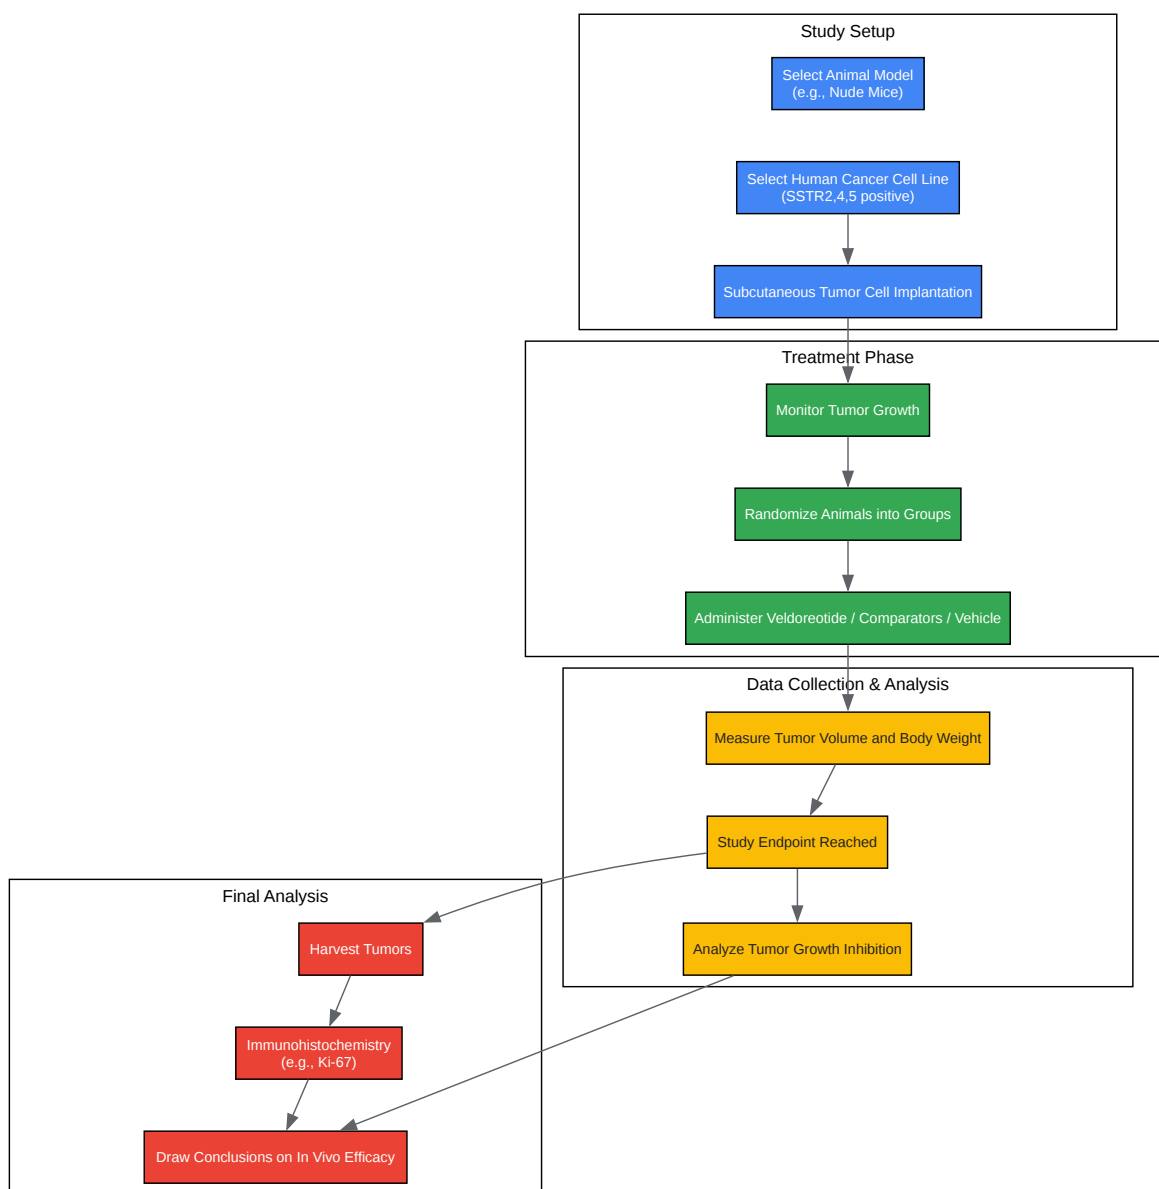 Study Setup
Select Animal Model
(e.g., Nude Mice)
Select Human Cancer Cell Line
(SSTR2,4,5 positive)
Subcutaneous Tumor Cell Implantation
Treatment Phase
Monitor Tumor Growth
Randomize Animals into Groups
Administer Veldoreotide / Comparators / Vehicle
Data Collection & Analysis
Measure Tumor Volume and Body Weight
Study Endpoint Reached
Analyze Tumor Growth Inhibition
Final Analysis
Harvest Tumors
Immunohistochemistry
(e.g., Ki-67)
Draw Conclusions on In Vivo Efficacy